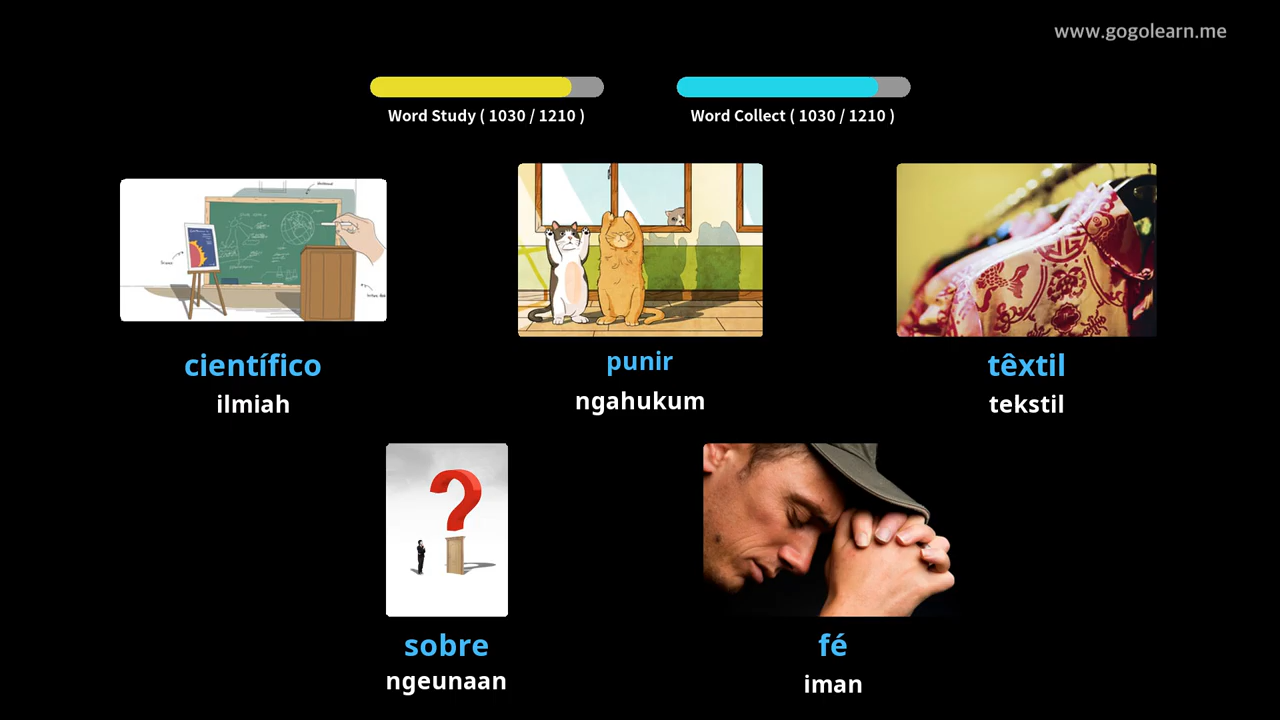 www.gogolearn.me
Word Study ( 1030 / 1210 )
Word Collect ( 1030 / 1210 )
científico
ilmiah
punir
ngahukum
têxtil
tekstil
sobre
ngeunaan
fé
iman